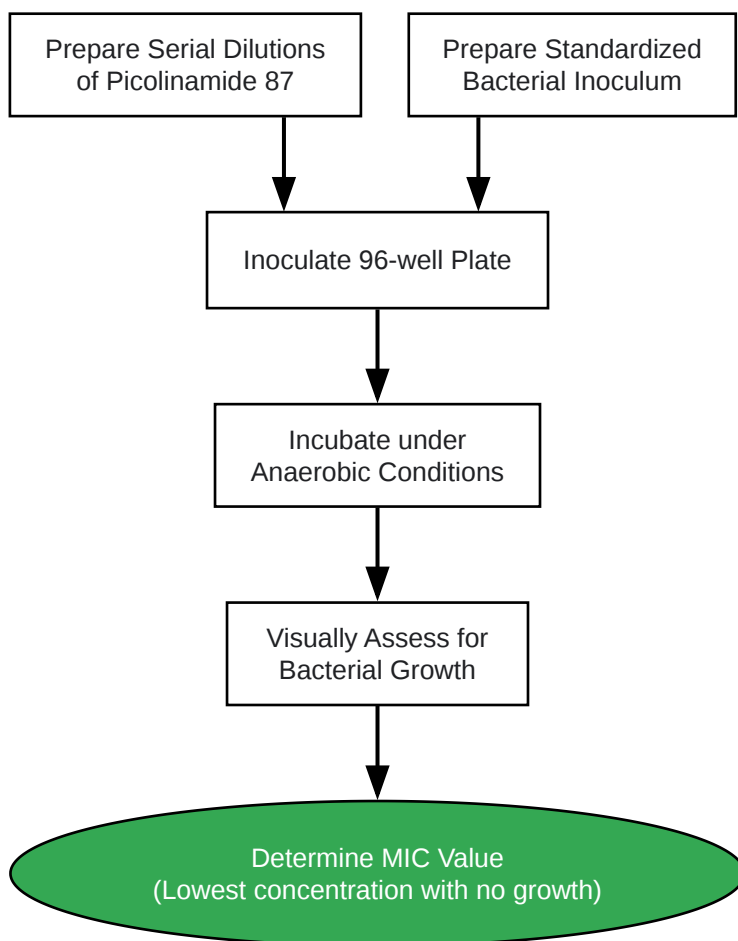 Prepare Serial Dilutions
of Picolinamide 87
Prepare Standardized
Bacterial Inoculum
Inoculate 96-well Plate
Incubate under
Anaerobic Conditions
Visually Assess for
Bacterial Growth
Determine MIC Value
(Lowest concentration with no growth)